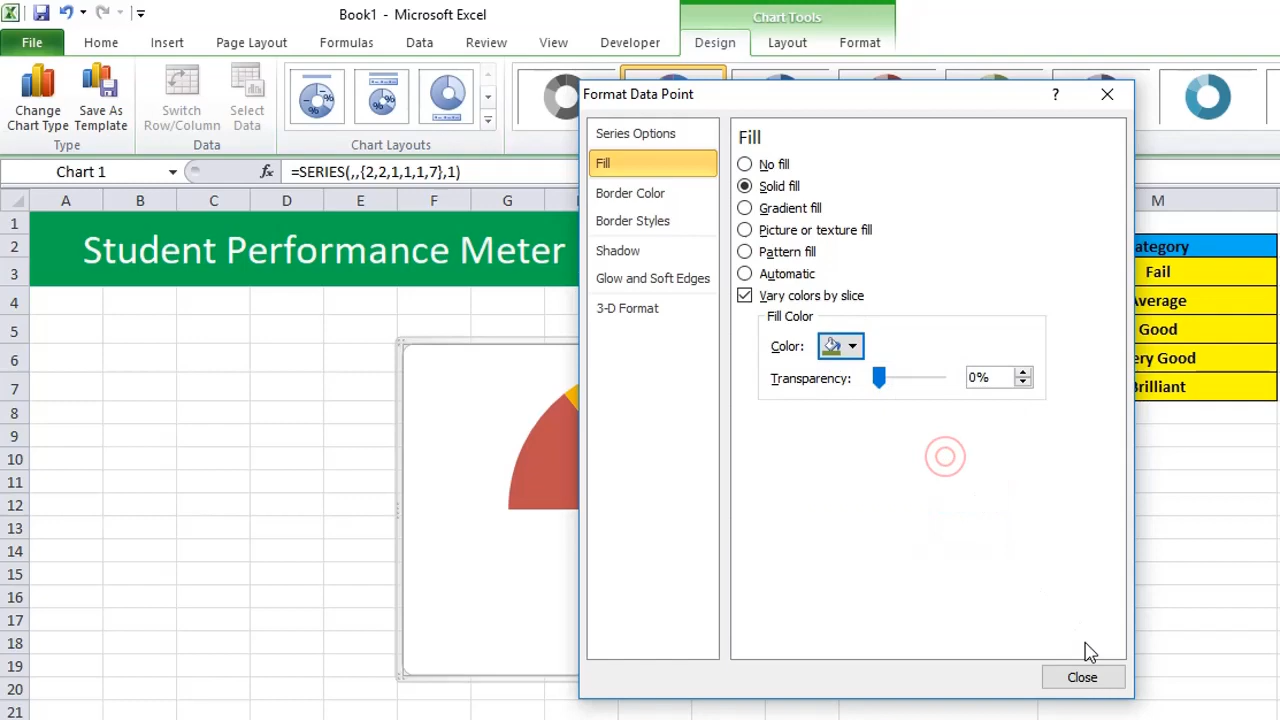 Book1 - Microsoft Excel
Chart Tools
File Home Insert Page Layout Formulas Data Review View Developer Design Layout Format
Change Chart Type
Save As Template
Switch Row/Column
Select Data
Type
Data
Chart Layouts
Format Data Point
?
Chart 1
fx
=SERIES(,,{2,2,1,1,1,7},1)
A B C D E F G M
1
2
3
4
5
6
7
8
9
10
11
12
13
14
15
16
17
18
19
20
21
Student Performance Meter
Series Options
Fill
Border Color
Border Styles
Shadow
Glow and Soft Edges
3-D Format
Fill
No fill
Solid fill
Gradient fill
Picture or texture fill
Pattern fill
Automatic
Vary colors by slice
Fill Color
Color:
Transparency:
0%
Close
ategory
Fail
Average
Good
ery Good
Brilliant